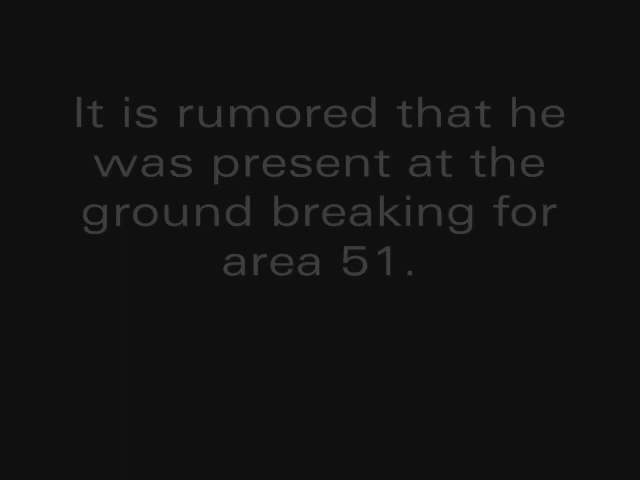 It is rumored that he
was present at the
ground breaking for
area 51.